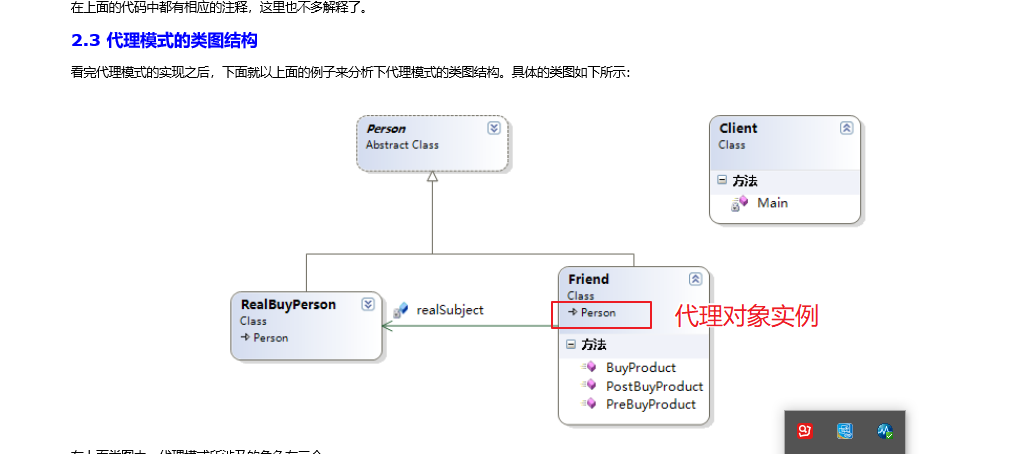 在上面的代码中都有相应的注释，这里也不多解释了。
2.3 代理模式的类图结构
看完代理模式的实现之后，下面就以上面的例子来分析下代理模式的类图结构。具体的类图如下所示：
Person
Abstract Class
Client
Class
方法
Main
RealBuyPerson
Class
Person
realSubject
Friend
Class
Person
代理对象实例
方法
BuyProduct
PostBuyProduct
PreBuyProduct